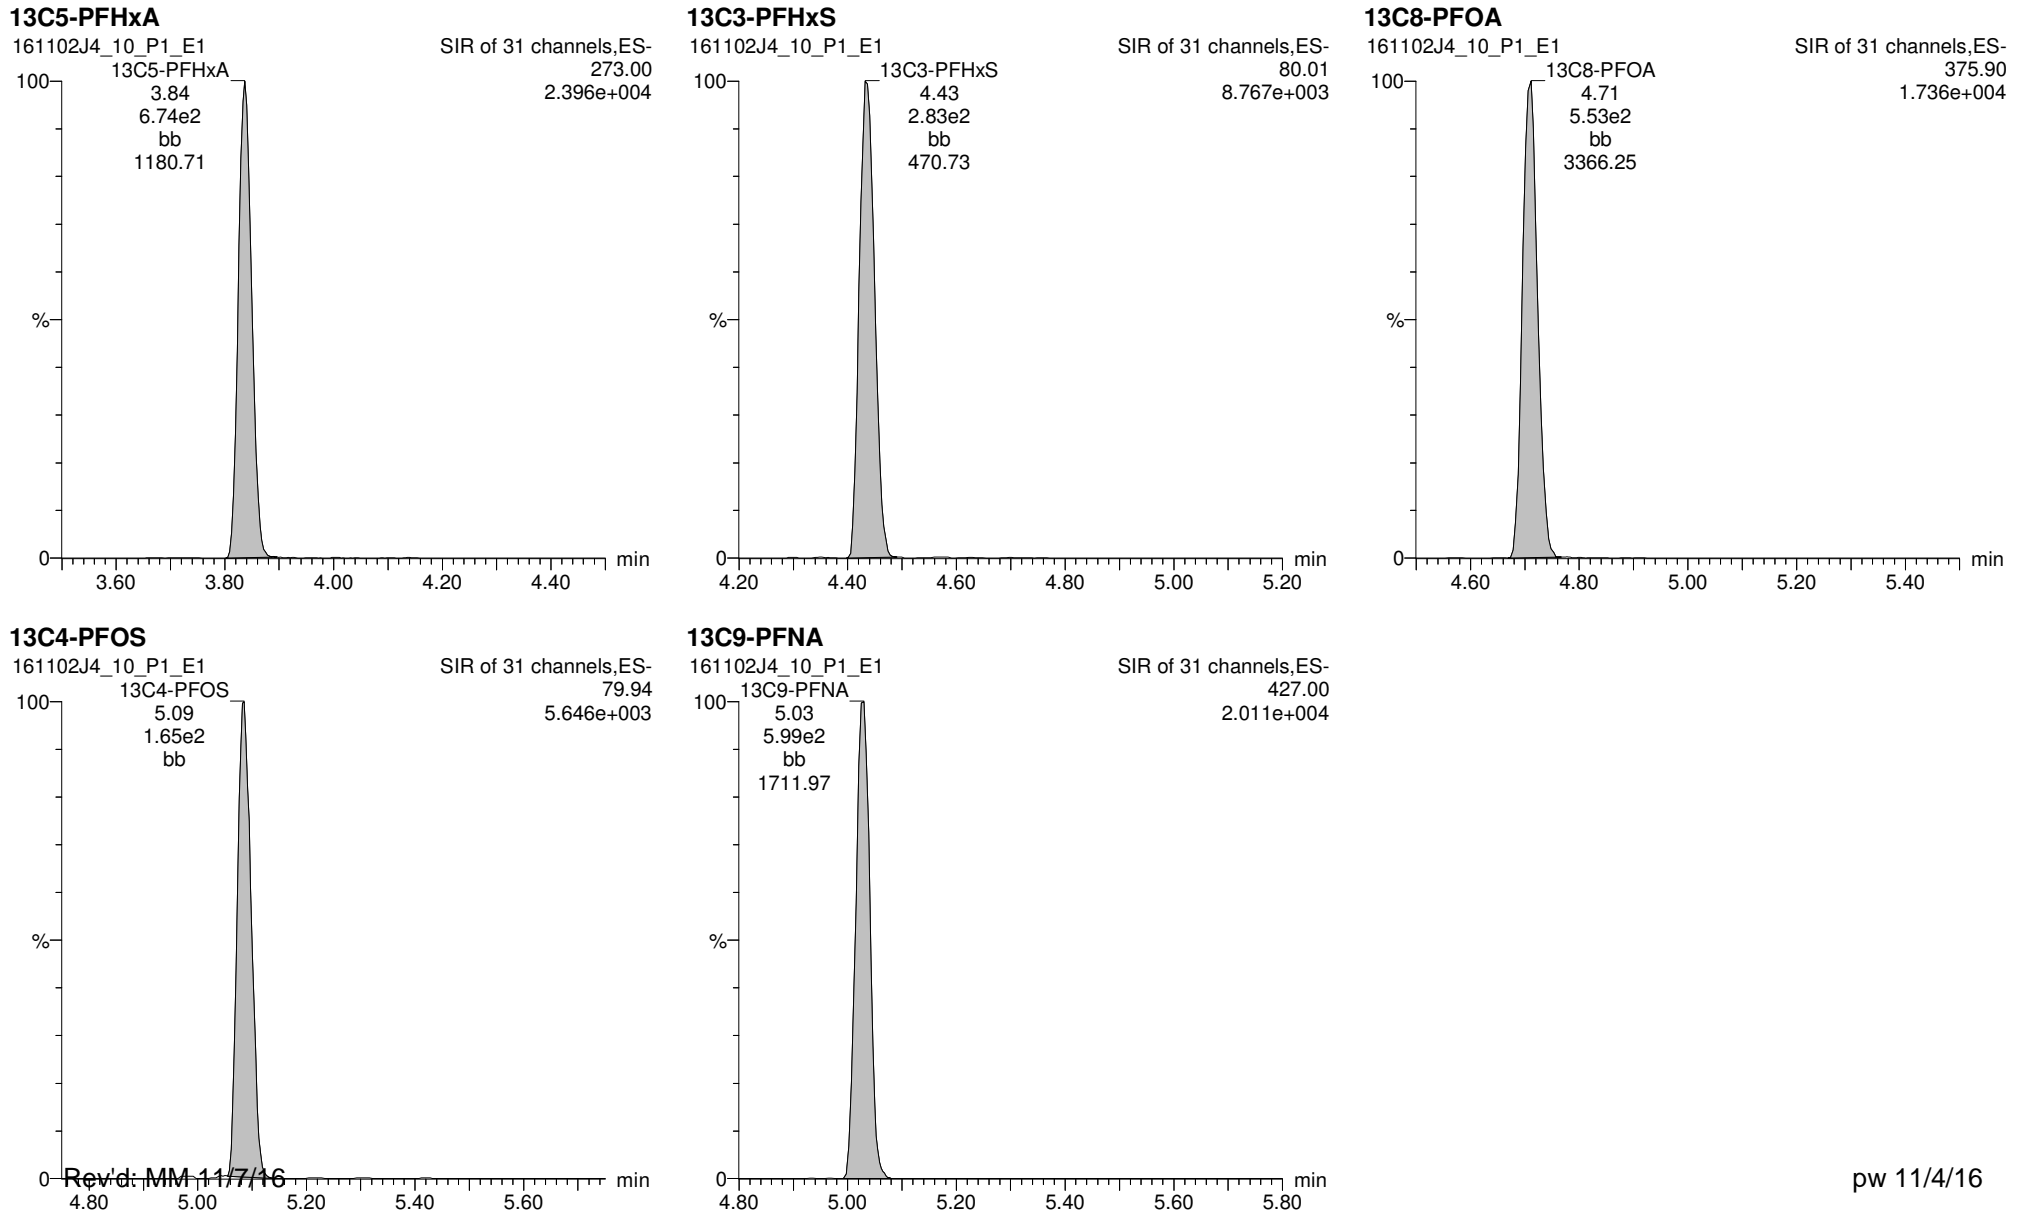 13C5-PFHxA
161102J4_10_P1_E1
SIR of 31 channels,ES-
273.00
2.396e+004
13C5-PFHxA
3.84
6.74e2
bb
1180.71
100
%
0
3.60 3.80 4.00 4.20 4.40
min
13C3-PFHxS
161102J4_10_P1_E1
SIR of 31 channels,ES-
80.01
8.767e+003
13C3-PFHxS
4.43
2.83e2
bb
470.73
100
%
0
4.20 4.40 4.60 4.80 5.00 5.20
min
13C8-PFOA
161102J4_10_P1_E1
SIR of 31 channels,ES-
375.90
1.736e+004
13C8-PFOA
4.71
5.53e2
bb
3366.25
100
%
0
4.60 4.80 5.00 5.20 5.40
min
13C4-PFOS
161102J4_10_P1_E1
SIR of 31 channels,ES-
79.94
5.646e+003
13C4-PFOS
5.09
1.65e2
bb
100
%
0
4.80 5.00 5.20 5.40 5.60
min
Rev'd: MM 11/7/16
13C9-PFNA
161102J4_10_P1_E1
SIR of 31 channels,ES-
427.00
2.011e+004
13C9-PFNA
5.03
5.99e2
bb
1711.97
100
%
0
4.80 5.00 5.20 5.40 5.60 5.80
min
pw 11/4/16